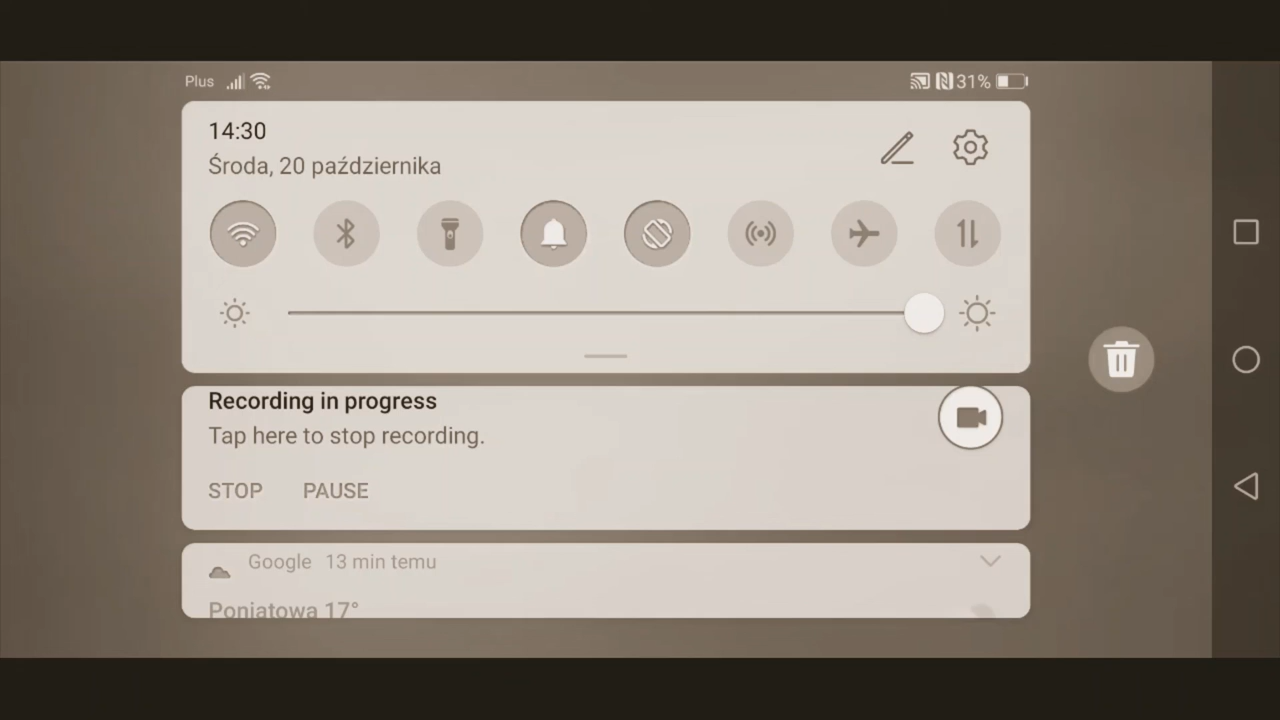 Plus 31%
14:30
Środa, 20 października
Recording in progress
Tap here to stop recording.
STOP PAUSE
Google 13 min temu
Poniatowa 17°